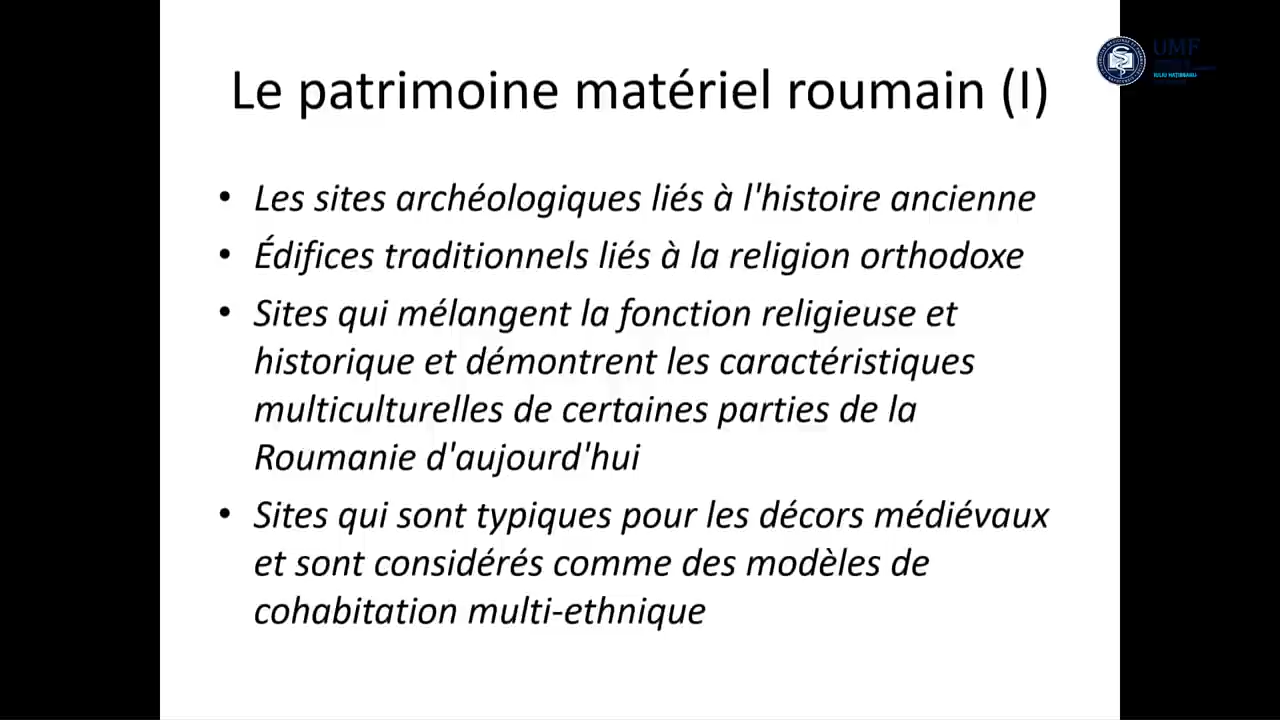 UMF
IULIU HAȚIEGANU
Le patrimoine matériel roumain (I)
• Les sites archéologiques liés à l'histoire ancienne
• Édifices traditionnels liés à la religion orthodoxe
• Sites qui mélangent la fonction religieuse et
historique et démontrent les caractéristiques
multiculturelles de certaines parties de la
Roumanie d'aujourd'hui
• Sites qui sont typiques pour les décors médiévaux
et sont considérés comme des modèles de
cohabitation multi-ethnique